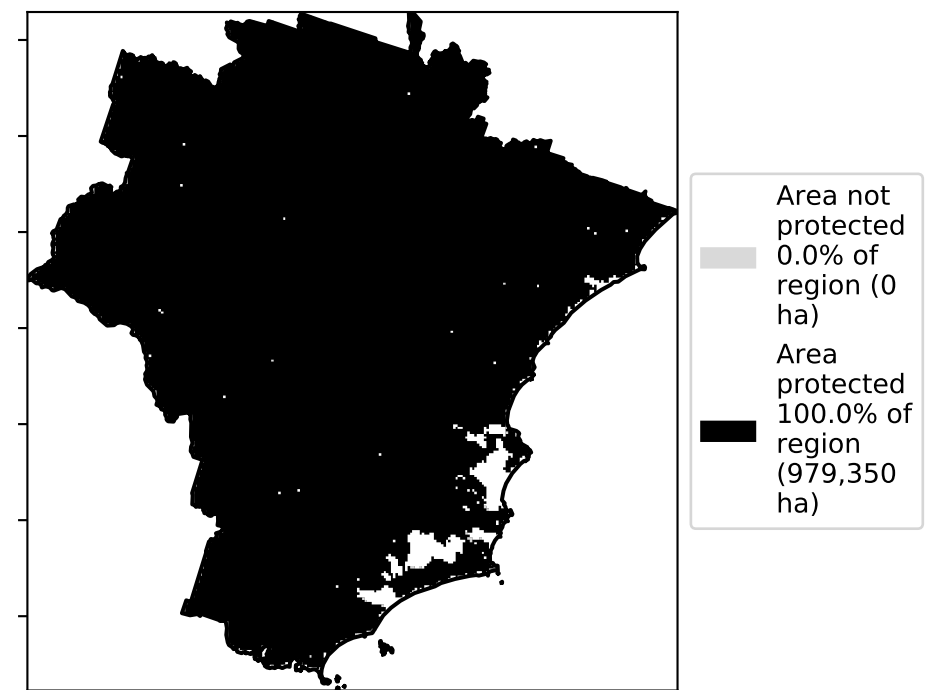 Area not
protected
0.0% of
region (0
ha)
Area
protected
100.0% of
region
(979,350
ha)